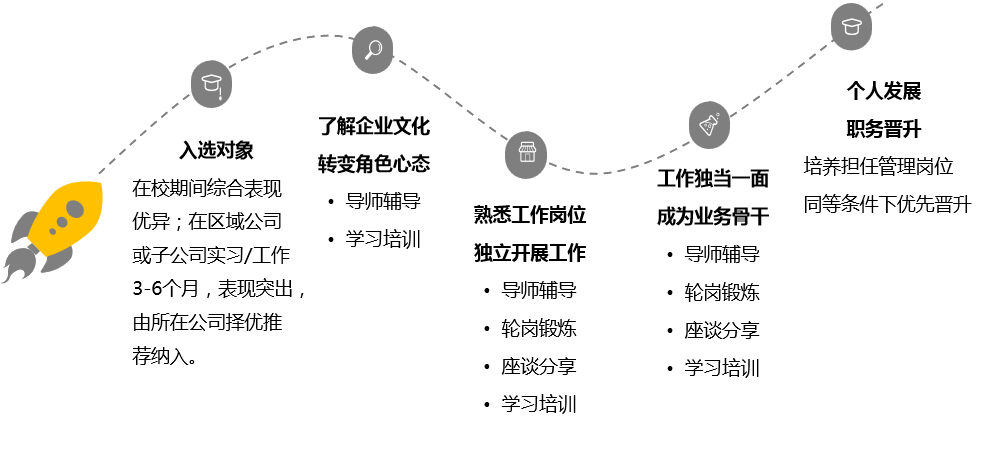 入选对象
在校期间综合表现
优异；在区域公司
或子公司实习/工作
3-6个月，表现突出，
由所在公司择优推
荐纳入。
了解企业文化
转变角色心态
• 导师辅导
• 学习培训
熟悉工作岗位
独立开展工作
• 导师辅导
• 轮岗锻炼
• 座谈分享
• 学习培训
工作独当一面
成为业务骨干
• 导师辅导
• 轮岗锻炼
• 座谈分享
• 学习培训
个人发展
职务晋升
培养担任管理岗位
同等条件下优先晋升